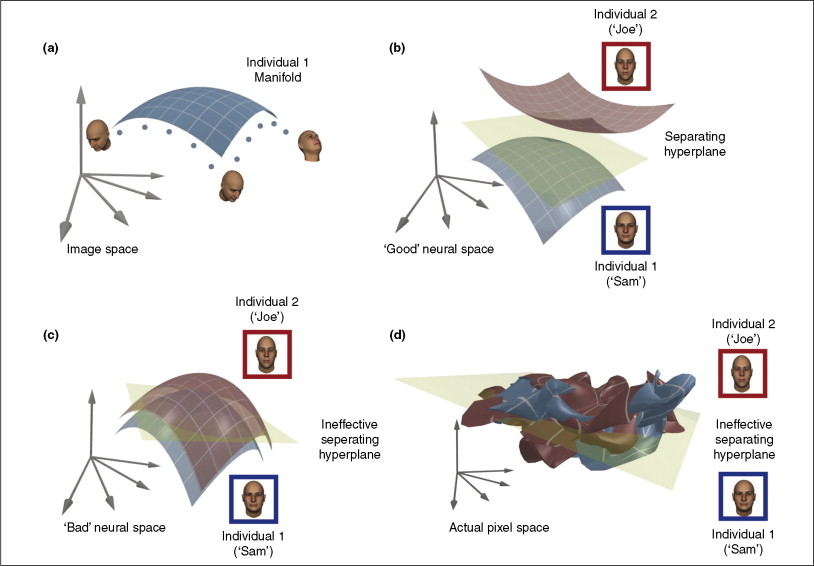 (a)
Individual 1
Manifold
Image space
(b)
Individual 2
(‘Joe’)
Separating
hyperplane
‘Good’ neural space
Individual 1
(‘Sam’)
(c)
Individual 2
(‘Joe’)
Ineffective
seperating
hyperplane
‘Bad’ neural space
Individual 1
(‘Sam’)
(d)
Individual 2
(‘Joe’)
Ineffective
separating
hyperplane
Actual pixel space
Individual 1
(‘Sam’)